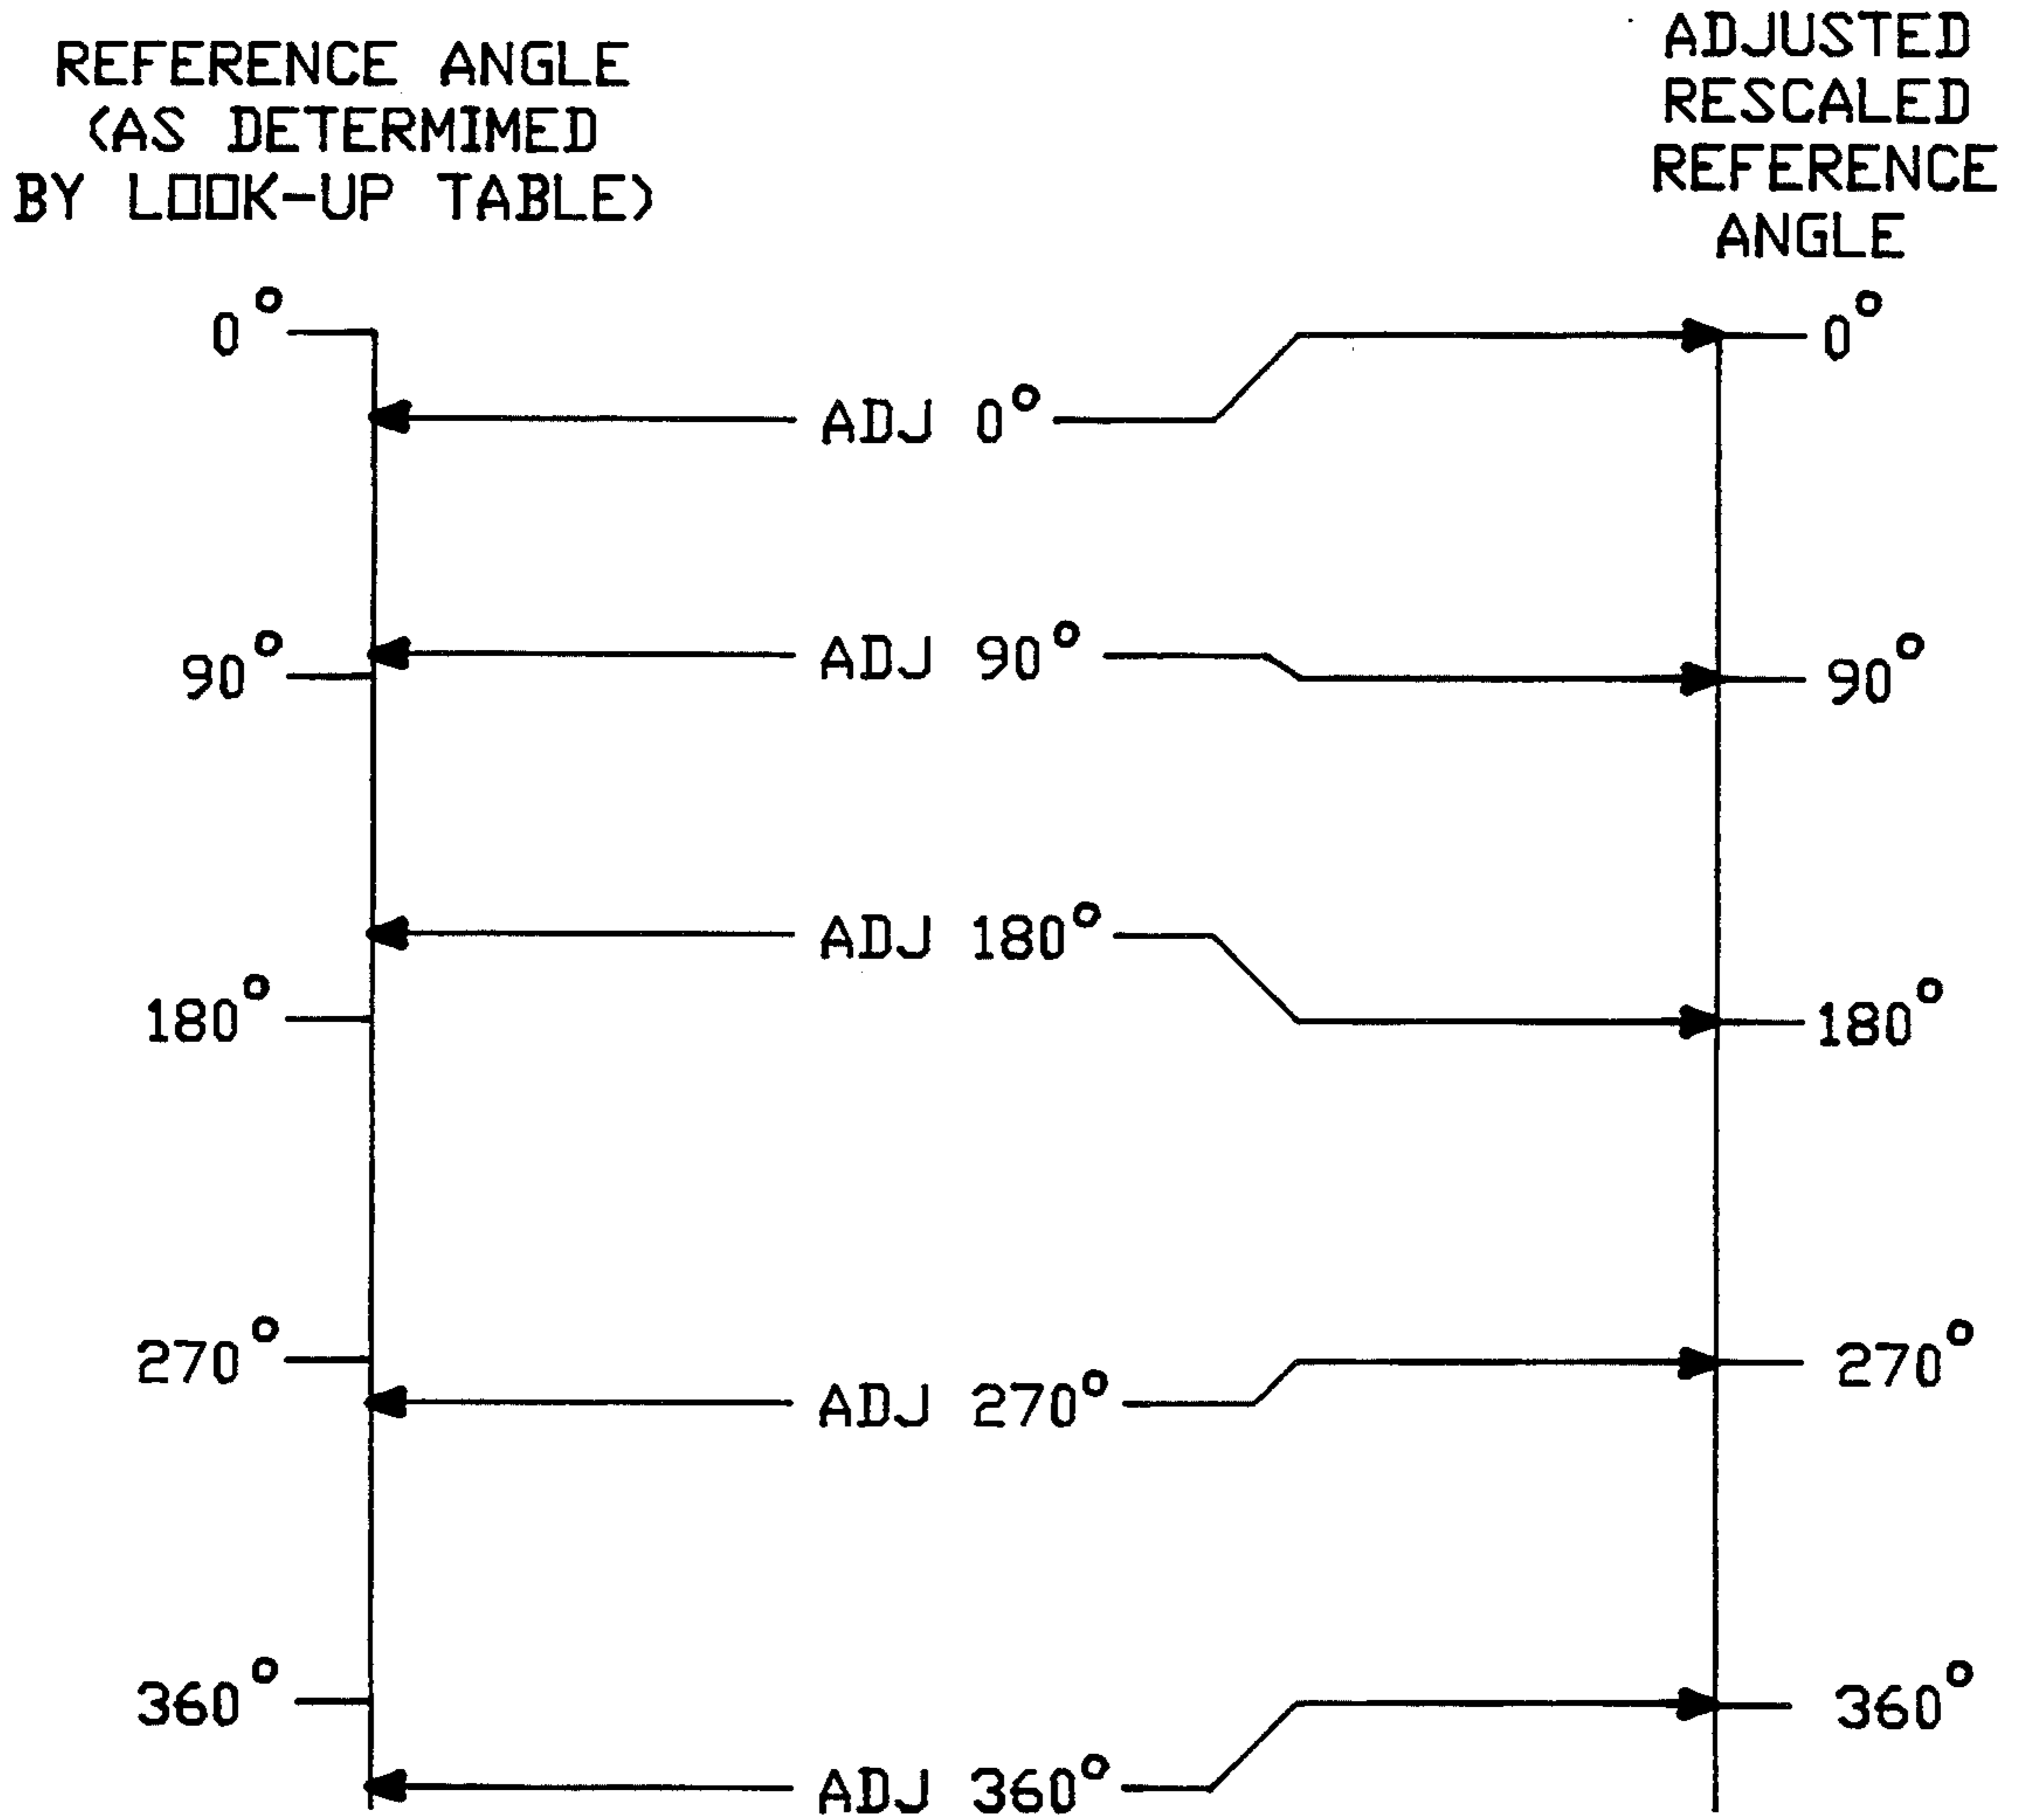 REFERENCE ANGLE
(AS DETERMIMED
BY LOOK-UP TABLE)
ADJUSTED
RESCALED
REFERENCE
ANGLE
0°
0°
ADJ 0°
90°
ADJ 90°
90°
ADJ 180°
180°
180°
270°
270°
ADJ 270°
360°
360°
ADJ 360°